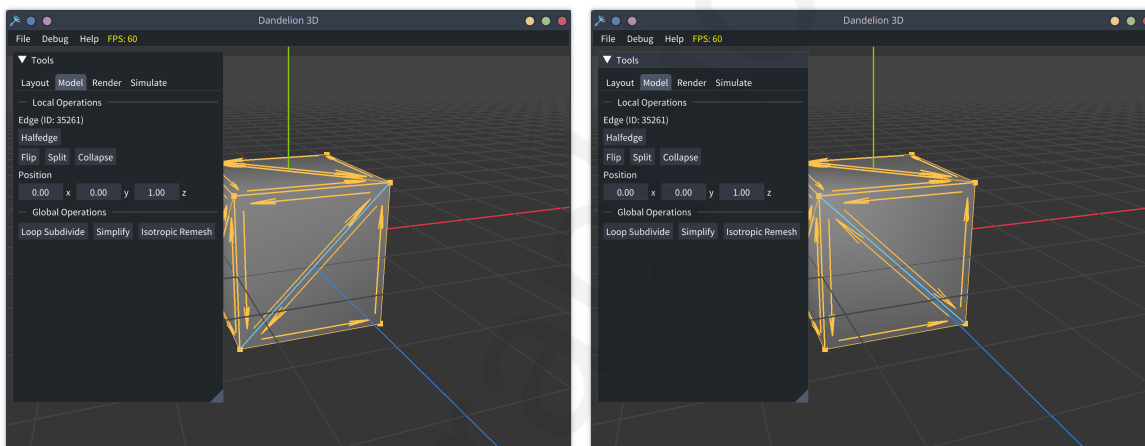 Dandelion 3D
File Debug Help FPS: 60
▼ Tools
Layout Model Render Simulate
Local Operations
Edge (ID: 35261)
Halfedge
Flip Split Collapse
Position
0.00 x 0.00 y 1.00 z
Global Operations
Loop Subdivide Simplify Isotropic Remesh
Dandelion 3D
File Debug Help FPS: 60
▼ Tools
Layout Model Render Simulate
Local Operations
Edge (ID: 35261)
Halfedge
Flip Split Collapse
Position
0.00 x 0.00 y 1.00 z
Global Operations
Loop Subdivide Simplify Isotropic Remesh